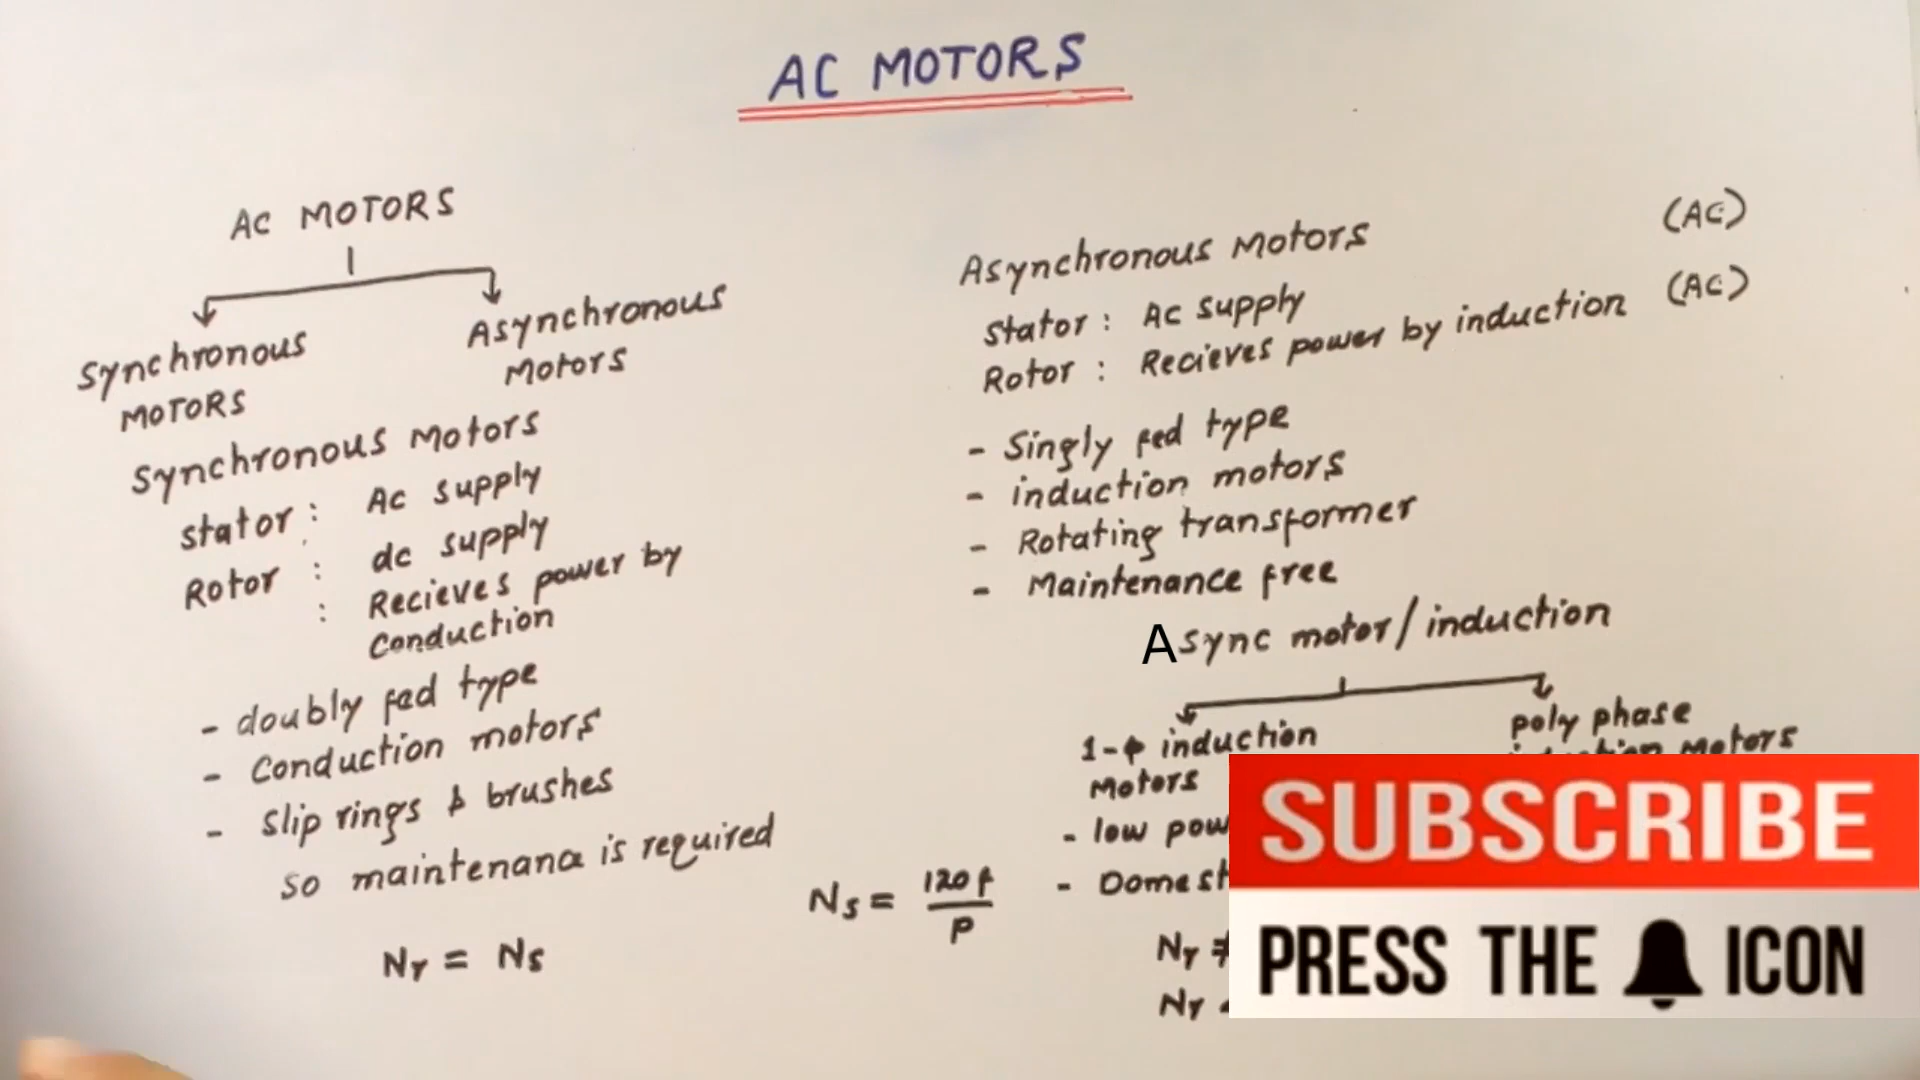 AC MOTORS
AC MOTORS
Synchronous
MOTORS
Asynchronous
Motors
Synchronous Motors
Stator : Ac supply
Rotor : dc supply
: Recieves power by
Conduction
- doubly fed type
- Conduction motors
- Slip rings & brushes
So maintenance is required
Nr = Ns
Ns = 120f
P
Asynchronous Motors (AC)
Stator : Ac supply
Rotor : Recieves power by induction (AC)
- Singly fed type
- induction motors
- Rotating transformer
- Maintenance free
Async motor/induction
1-ϕ induction
Motors
poly phase
Motors
- low
-
Nr ≠
Nr
SUBSCRIBE
PRESS THE ICON